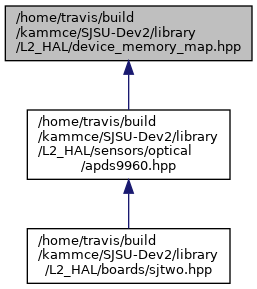 /home/travis/build
/kammce/SJSU-Dev2/library
/L2_HAL/device_memory_map.hpp
/home/travis/build
/kammce/SJSU-Dev2/library
/L2_HAL/sensors/optical
/apds9960.hpp
/home/travis/build
/kammce/SJSU-Dev2/library
/L2_HAL/boards/sjtwo.hpp